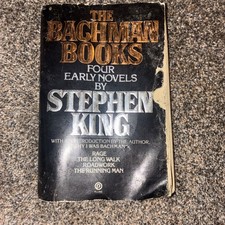 THE
BACHMAN
BOOKS
FOUR
EARLY NOVELS
BY
STEPHEN
KING
INTRODUCTION BY THE AUTHOR,
I WAS BACHMAN"
RAGE
THE LONG WALK
ROADWORK
THE RUNNING MAN